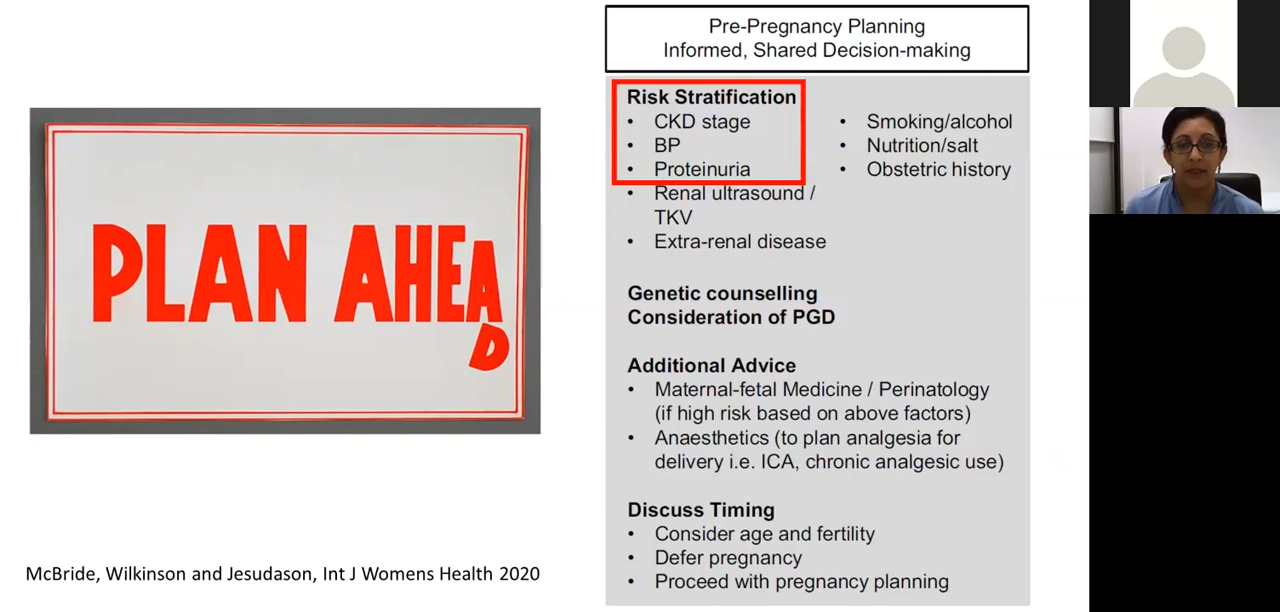 PLAN AHEAD
McBride, Wilkinson and Jesudason, Int J Womens Health 2020
Pre-Pregnancy Planning
Informed, Shared Decision-making
Risk Stratification
• CKD stage
• BP
• Proteinuria
• Renal ultrasound /
TKV
• Extra-renal disease
• Smoking/alcohol
• Nutrition/salt
• Obstetric history
Genetic counselling
Consideration of PGD
Additional Advice
• Maternal-fetal Medicine / Perinatology
(if high risk based on above factors)
• Anaesthetics (to plan analgesia for
delivery i.e. ICA, chronic analgesic use)
Discuss Timing
• Consider age and fertility
• Defer pregnancy
• Proceed with pregnancy planning